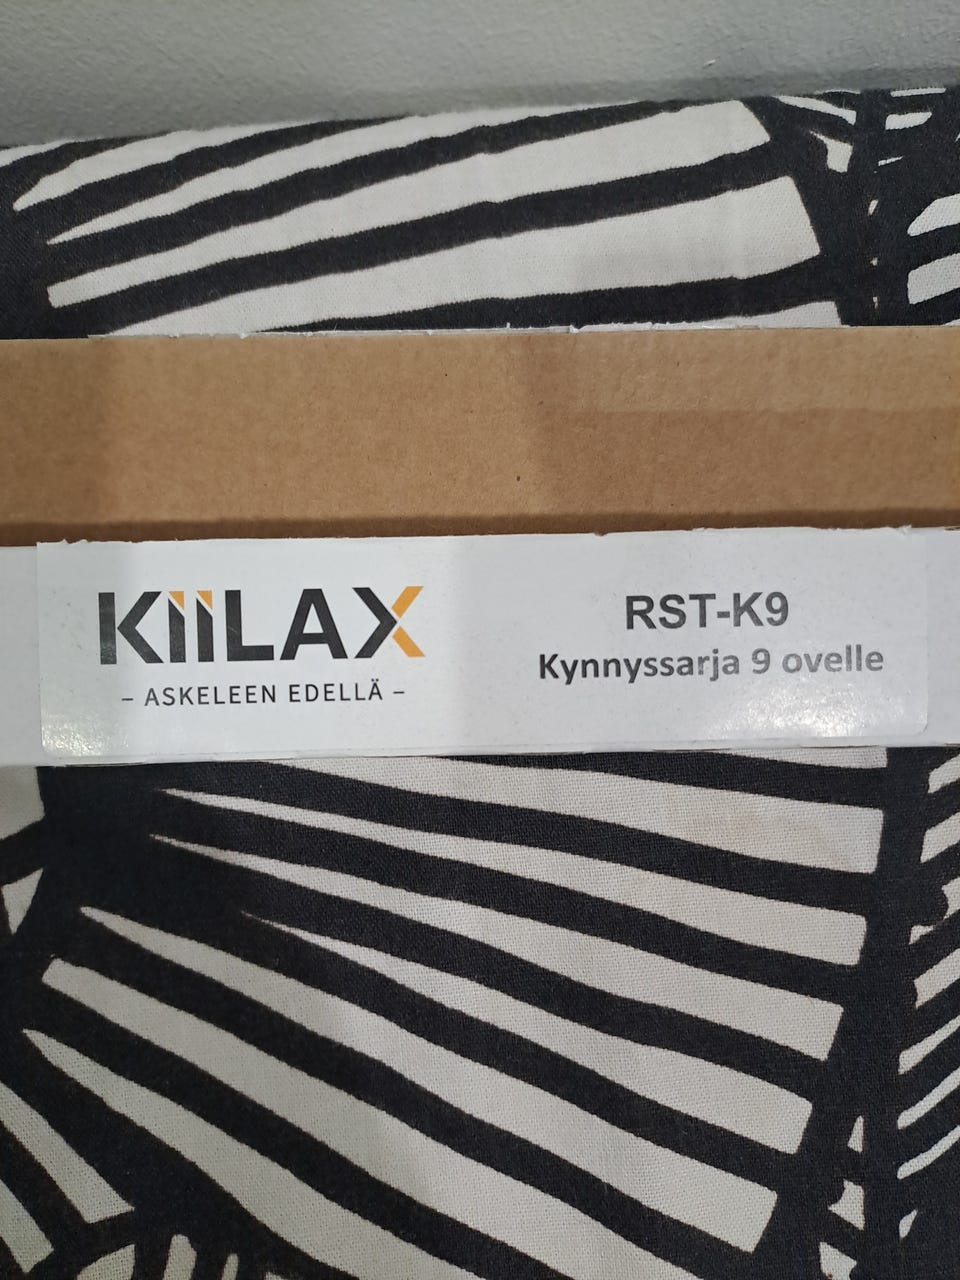 KiiLAX
– ASKELEEN EDELLÄ –
RST-K9
Kynnyssarja 9 ovelle